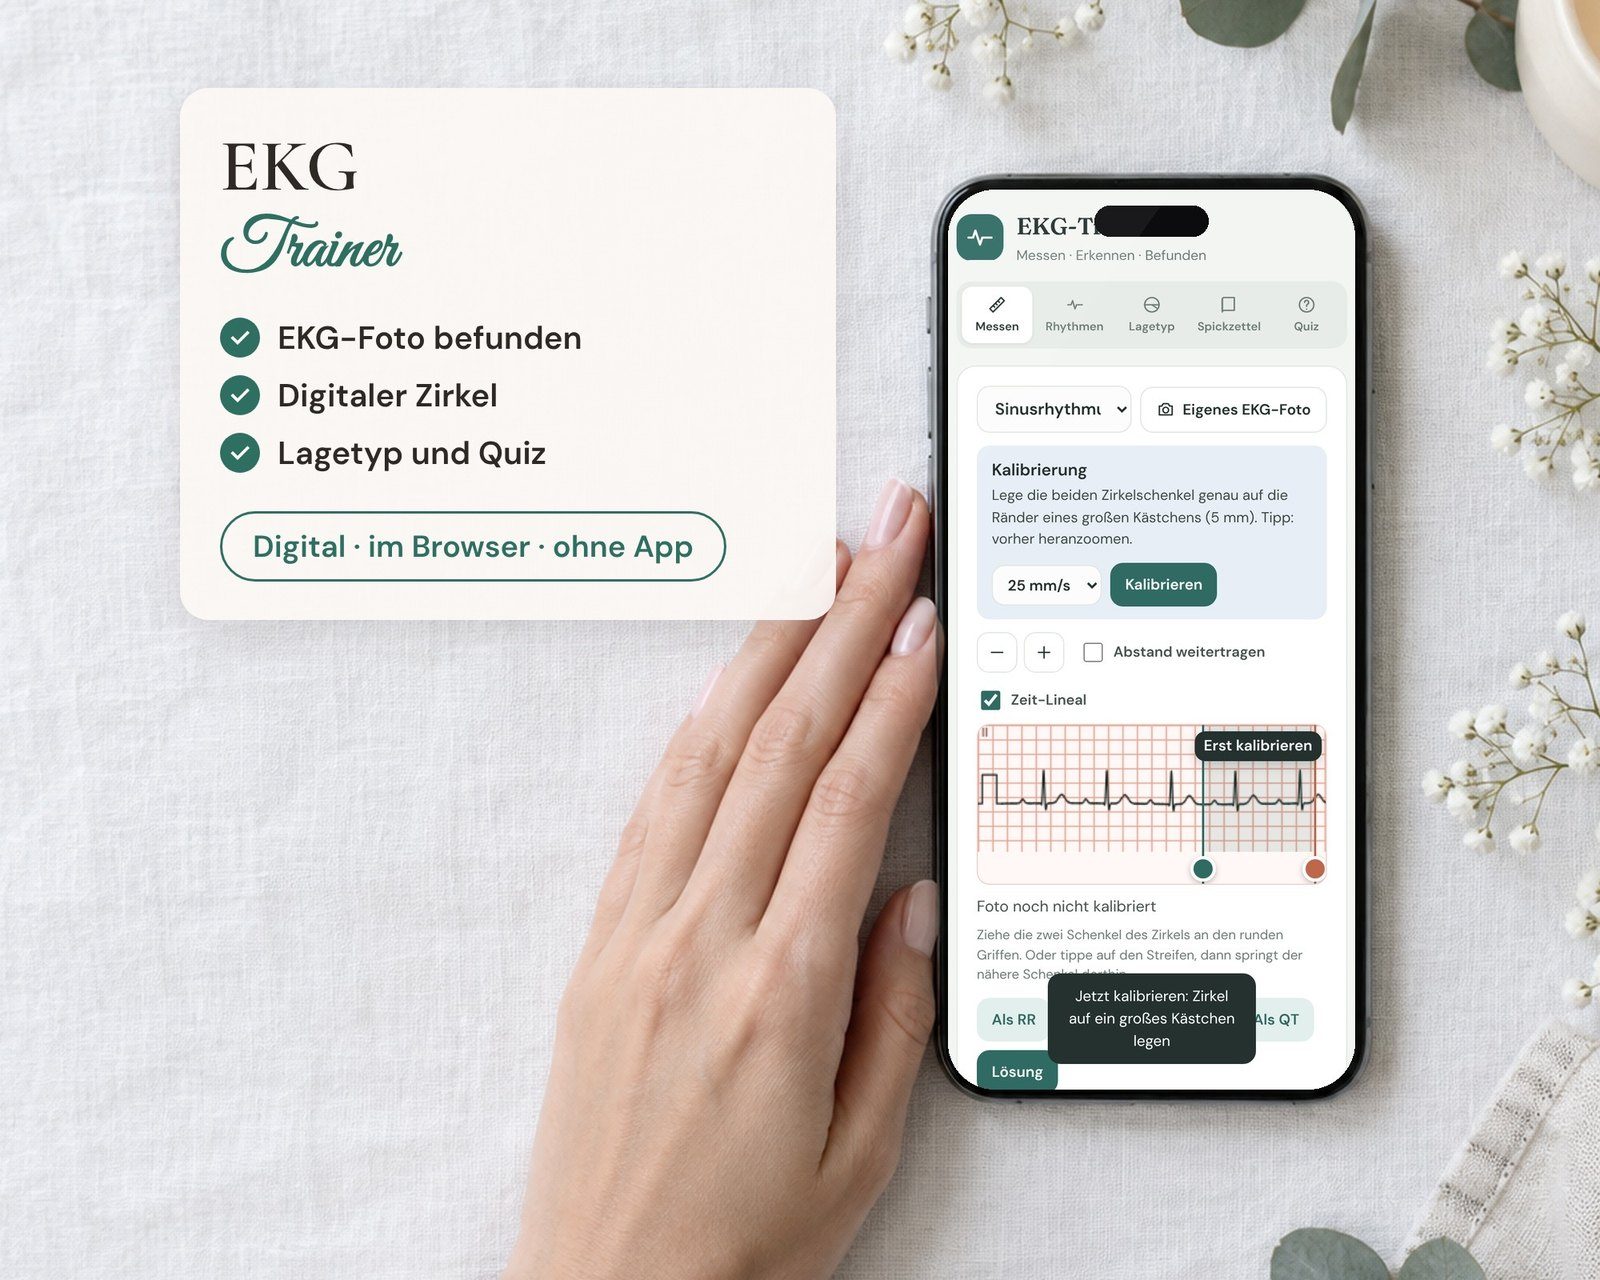 EKG
Trainer
EKG-Foto befunden
Digitaler Zirkel
Lagetyp und Quiz
Digital · im Browser · ohne App
Messen · Erkennen · Befunden
Messen
Rhythmen
Lagetyp
Spickzettel
Quiz
Eigenes EKG-Foto
Kalibrierung
Lege die beiden Zirkelschenkel genau auf die
Ränder eines großen Kästchens (5 mm). Tipp:
vorher heranzoomen.
25 mm/s
Kalibrieren
Abstand weitertragen
Zeit-Lineal
II
Erst kalibrieren
Foto noch nicht kalibriert
Ziehe die zwei Schenkel des Zirkels an den runden
Griffen. Oder tippe auf den Streifen, dann springt der
nähere
Jetzt kalibrieren: Zirkel
auf ein großes Kästchen
legen
Als RR
Als QT
Lösung